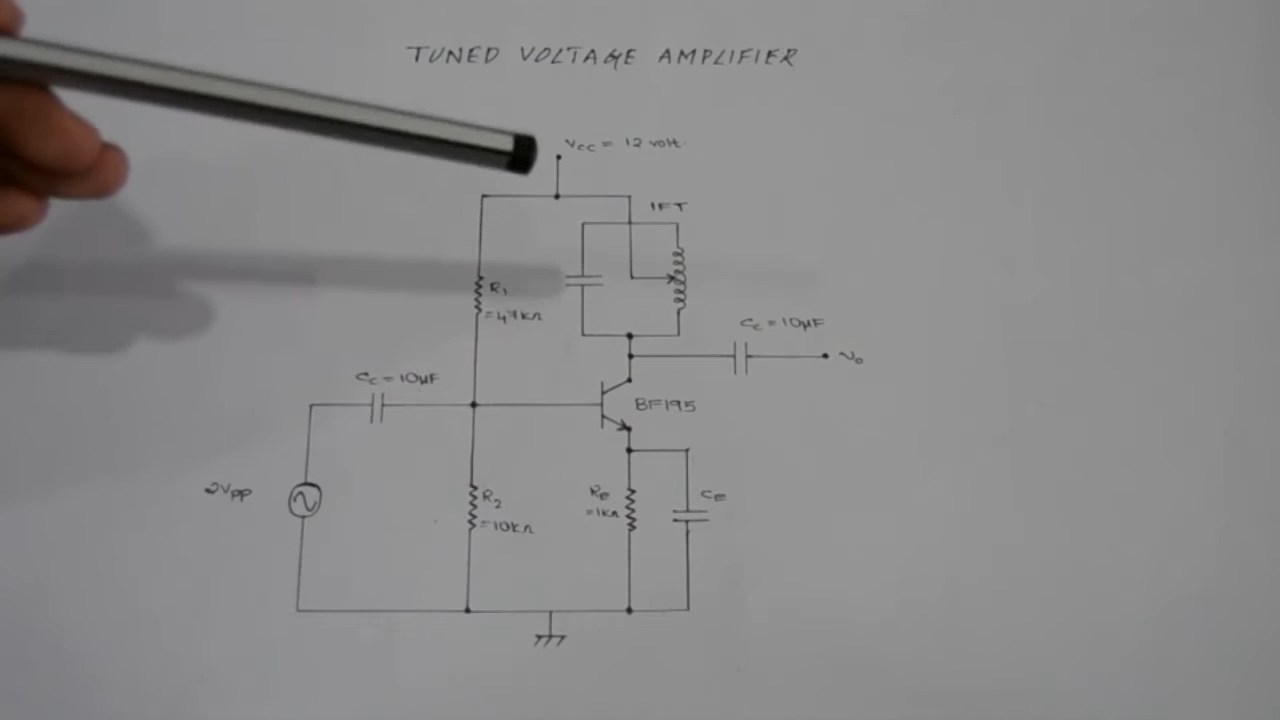 TUNED VOLTAGE AMPLIFIER
VCC = 12 volt.
IFT
R1
= 47kΩ
CC = 10μF
Vo
CC = 10μF
BF195
2VPP
R2
= 10kΩ
RE
= 1kΩ
CE